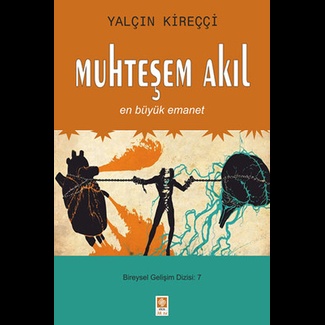 YALÇIN KİREÇÇİ
MUHTEŞEM AKIL
en büyük emanet
Bireysel Gelişim Dizisi: 7